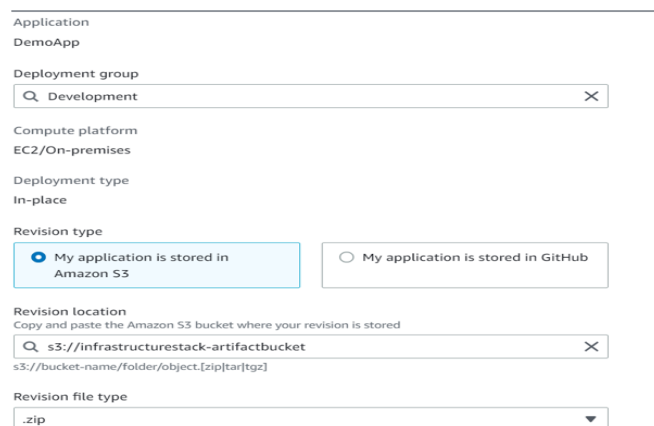 Application
DemoApp
Deployment group
Development
Compute platform
EC2/On-premises
Deployment type
In-place
Revision type
My application is stored in
Amazon S3
My application is stored in GitHub
Revision location
Copy and paste the Amazon S3 bucket where your revision is stored
s3://infrastructurestack-artifactbucket
s3://bucket-name/folder/object.[zip|tar|tgz]
Revision file type
.zip